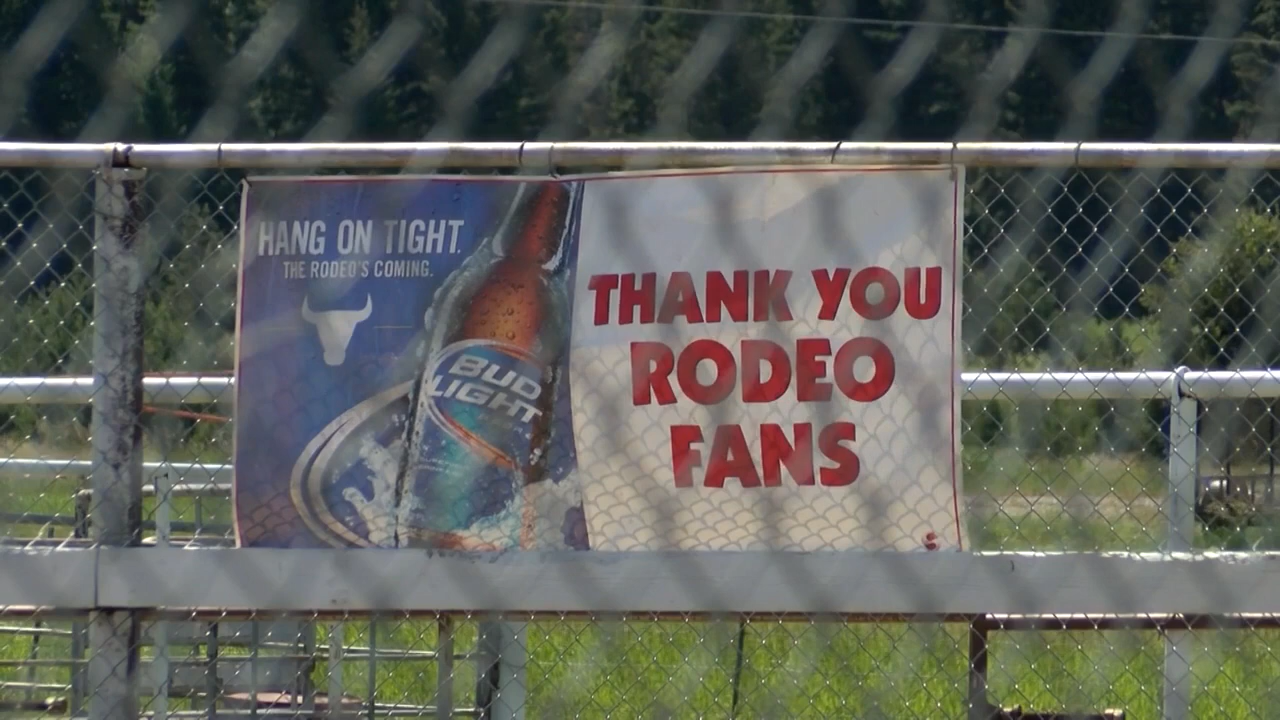 HANG ON TIGHT.
THE RODEO'S COMING.
BUD
LIGHT
THANK YOU
RODEO
FANS